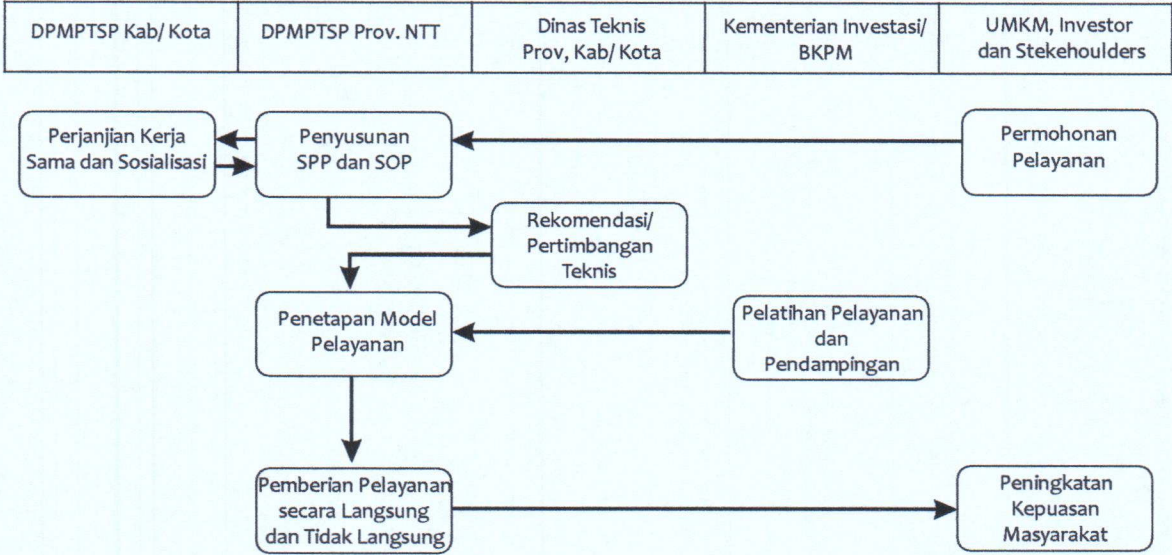 DPMPTSP Kab/ Kota
DPMPTSP Prov. NTT
Dinas Teknis
Prov, Kab/ Kota
Kementerian Investasi/
BKPM
UMKM, Investor
dan Stekehoulders
Perjanjian Kerja
Sama dan Sosialisasi
Penyusunan
SPP dan SOP
Permohonan
Pelayanan
Rekomendasi/
Pertimbangan
Teknis
Penetapan Model
Pelayanan
Pelatihan Pelayanan
dan
Pendampingan
Pemberian Pelayanan
secara Langsung
dan Tidak Langsung
Peningkatan
Kepuasan
Masyarakat